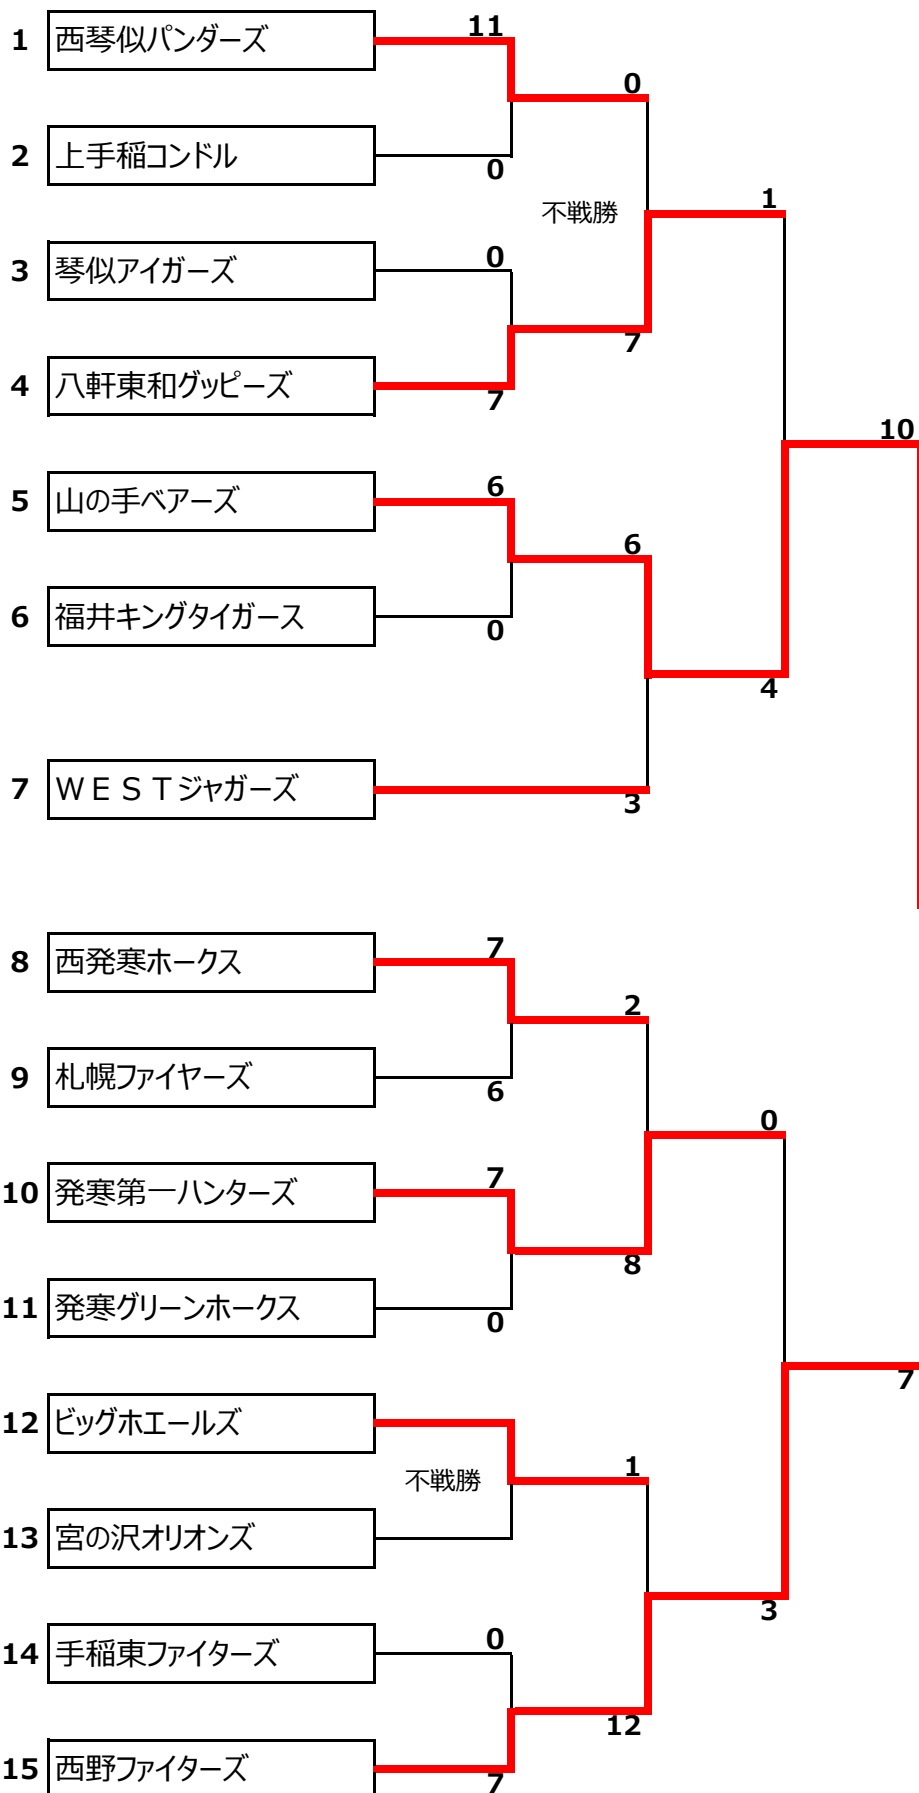 11
1 西琴似パンダーズ
0
2 上手稲コンドル
0
不戦勝
1
0
3 琴似アイガーズ
7
4 八軒東和グッピーズ
7
10
6
5 山の手ベアーズ
6
6 福井キングタイガース
0
4
7 ＷＥＳＴジャガーズ
3
7
8 西発寒ホークス
2
9 札幌ファイヤーズ
6
0
7
10 発寒第一ハンターズ
8
11 発寒グリーンホークス
0
7
12 ビッグホエールズ
1
不戦勝
13 宮の沢オリオンズ
3
0
14 手稲東ファイターズ
12
15 西野ファイターズ
7